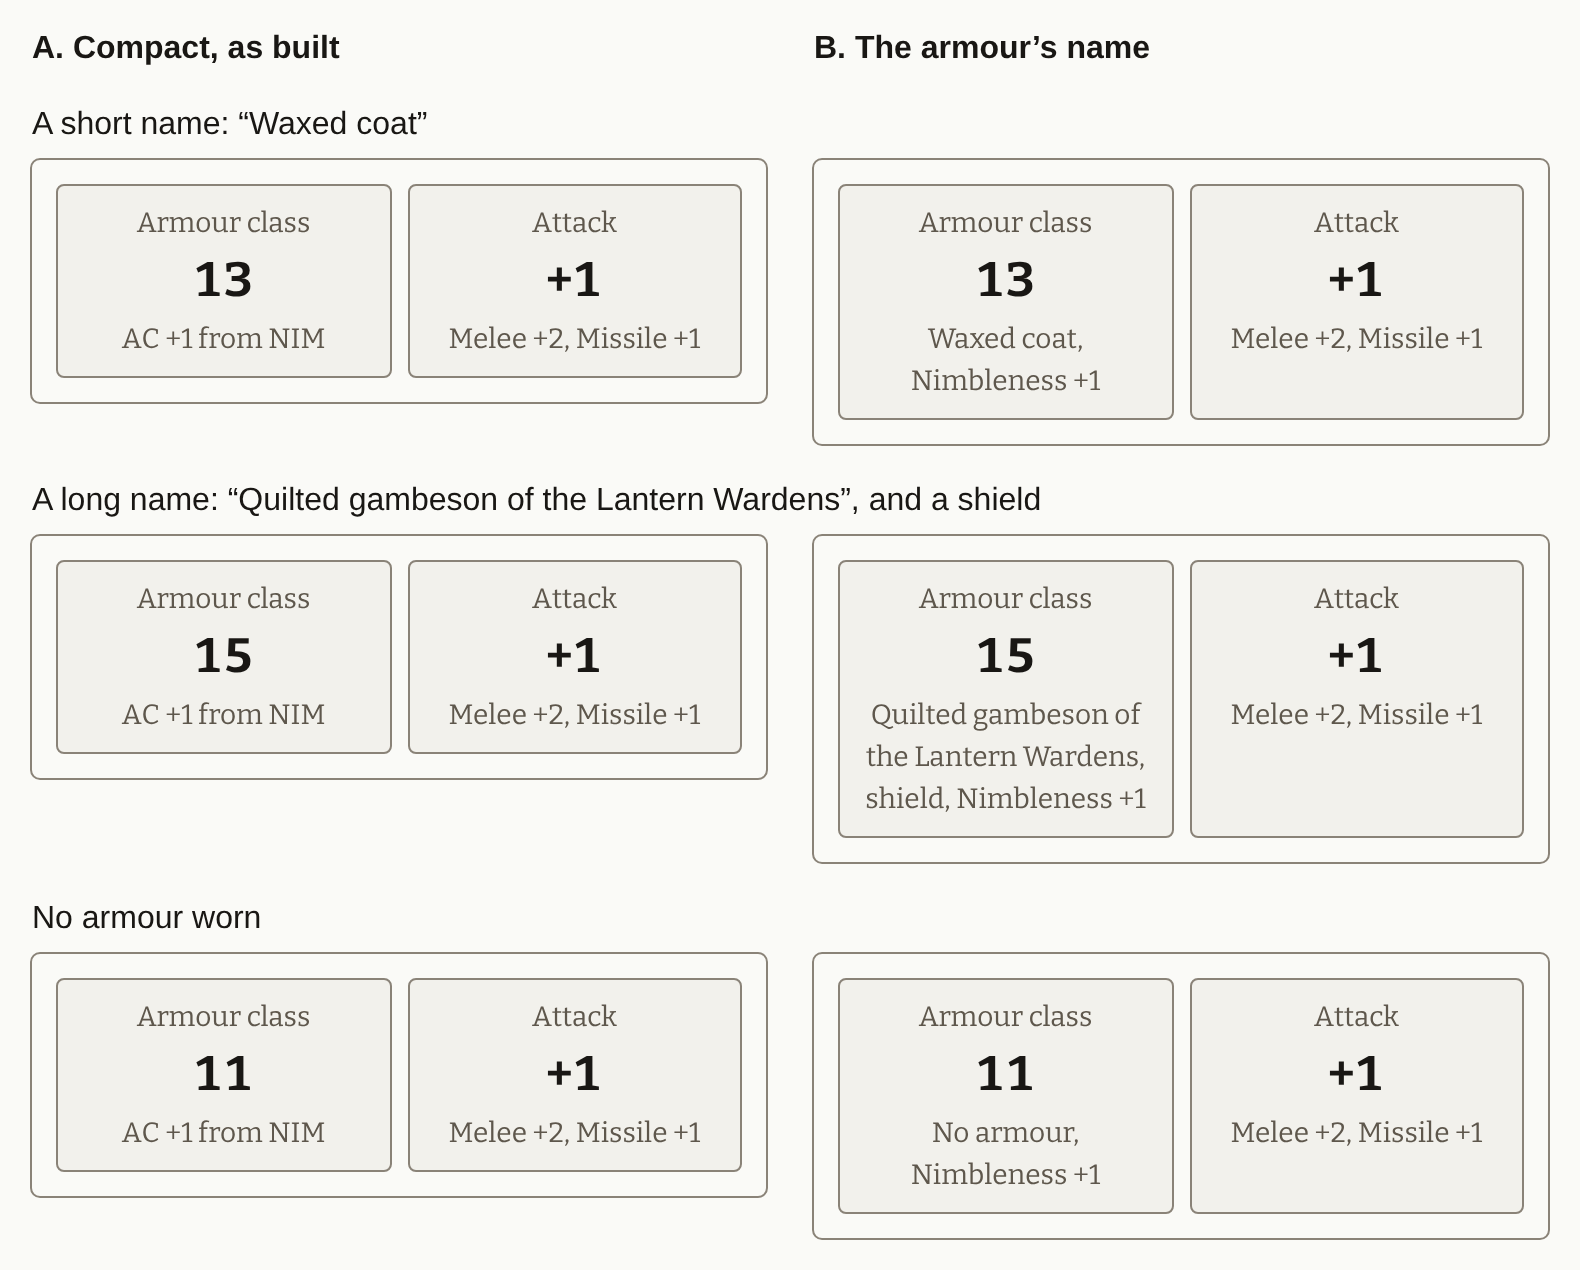 A. Compact, as built
B. The armour’s name
A short name: “Waxed coat”
Armour class
13
AC +1 from NIM
Attack
+1
Melee +2, Missile +1
Armour class
13
Waxed coat,
Nimbleness +1
Attack
+1
Melee +2, Missile +1
A long name: “Quilted gambeson of the Lantern Wardens”, and a shield
Armour class
15
AC +1 from NIM
Attack
+1
Melee +2, Missile +1
Armour class
15
Quilted gambeson of
the Lantern Wardens,
shield, Nimbleness +1
Attack
+1
Melee +2, Missile +1
No armour worn
Armour class
11
AC +1 from NIM
Attack
+1
Melee +2, Missile +1
Armour class
11
No armour,
Nimbleness +1
Attack
+1
Melee +2, Missile +1